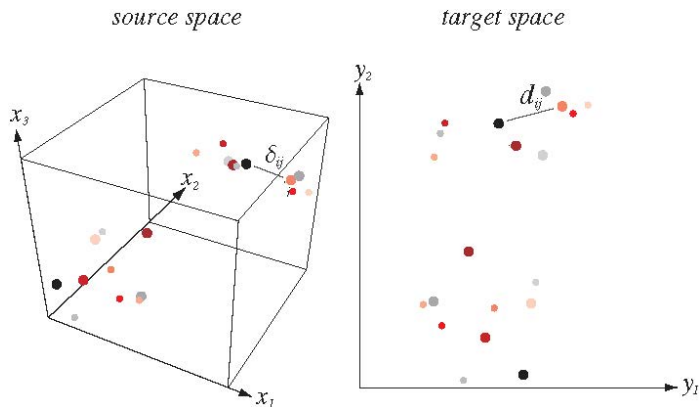 source space
target space
x3
x2
δij
x1
y2
dij
y1